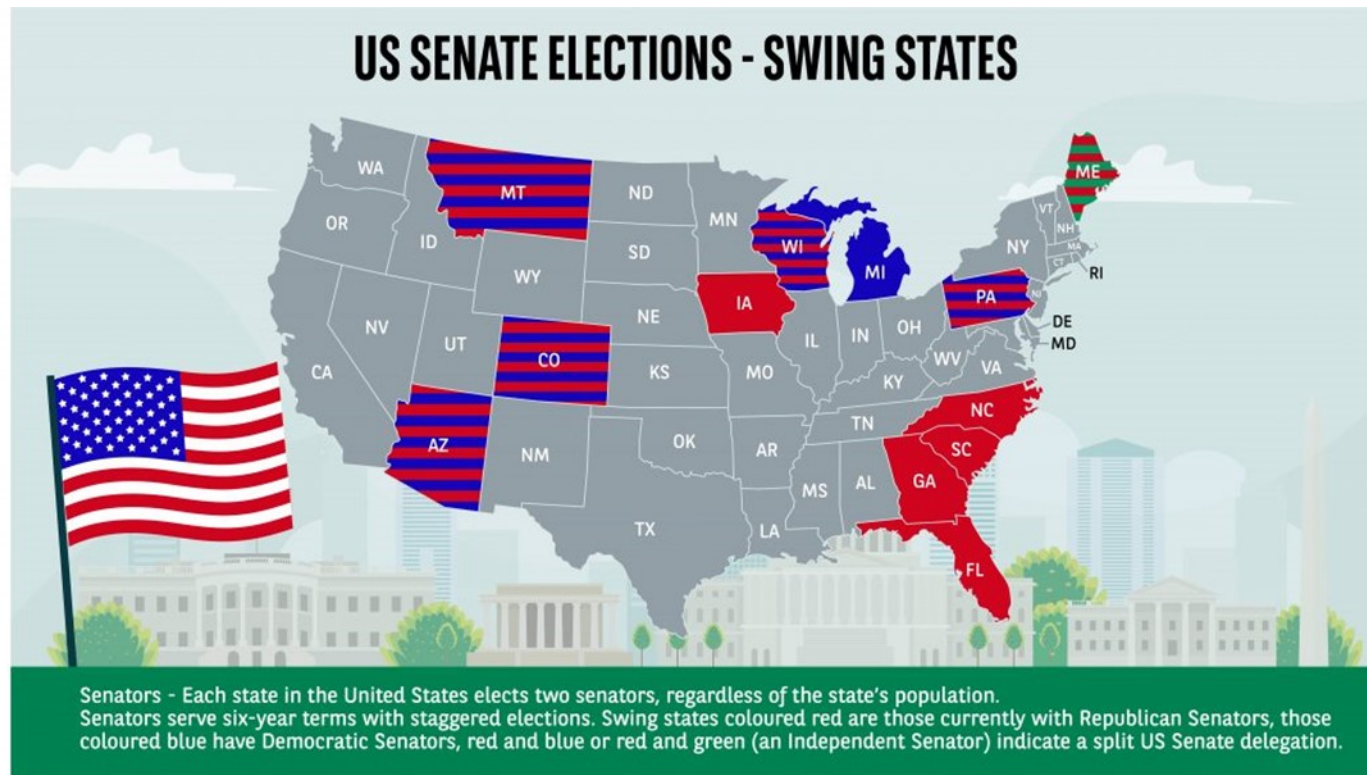 US SENATE ELECTIONS - SWING STATES
WA
MT
ND
MN
ME
OR
ID
SD
WI
MI
NY
VT
NH
MA
CT
RI
WY
IA
PA
NJ
NV
UT
NE
IL
IN
OH
DE
MD
CA
CO
KS
MO
WV
VA
KY
AZ
NM
OK
AR
TN
NC
SC
MS
AL
GA
TX
LA
FL
Senators - Each state in the United States elects two senators, regardless of the state's population.
Senators serve six-year terms with staggered elections. Swing states coloured red are those currently with Republican Senators, those
coloured blue have Democratic Senators, red and blue or red and green (an Independent Senator) indicate a split US Senate delegation.